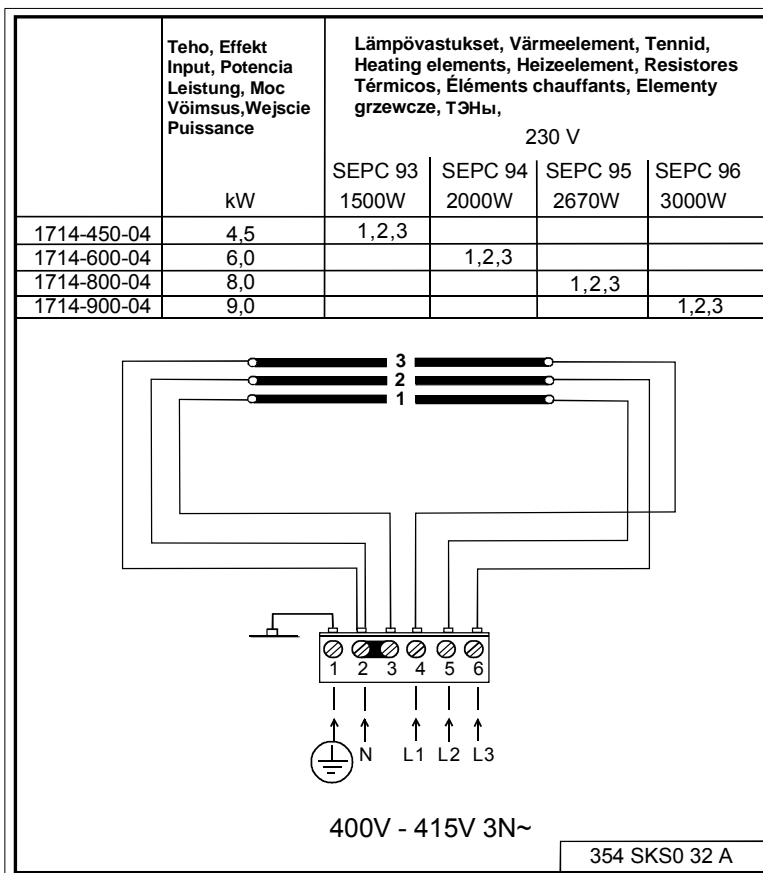 Teho, Effekt
Input, Potencia
Leistung, Moc
Vöimsus,Wejscie
Puissance
kW
Lämpövastukset, Värmeelement, Tennid,
Heating elements, Heizeelement, Resistores
Térmicos, Éléments chauffants, Elementy
grzewcze, ТЭНы,
230 V
SEPC 93 SEPC 94 SEPC 95 SEPC 96
1500W 2000W 2670W 3000W
1714-450-04 4,5 1,2,3
1714-600-04 6,0 1,2,3
1714-800-04 8,0 1,2,3
1714-900-04 9,0 1,2,3
3
2
1
1 2 3 4 5 6
N L1 L2 L3
400V - 415V 3N~
354 SKS0 32 A